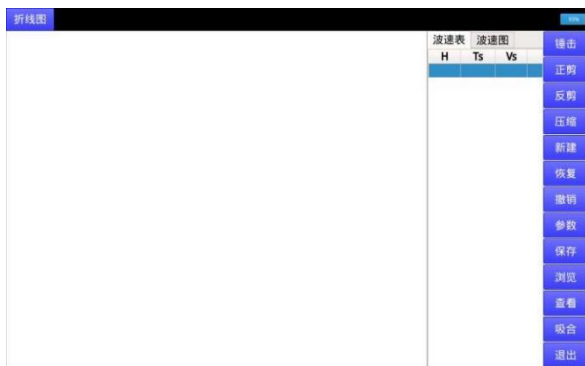 折线图
93%
波速表 波速图
H Ts Vs
锤击
正剪
反剪
压缩
新建
恢复
撤销
参数
保存
浏览
查看
吸合
退出